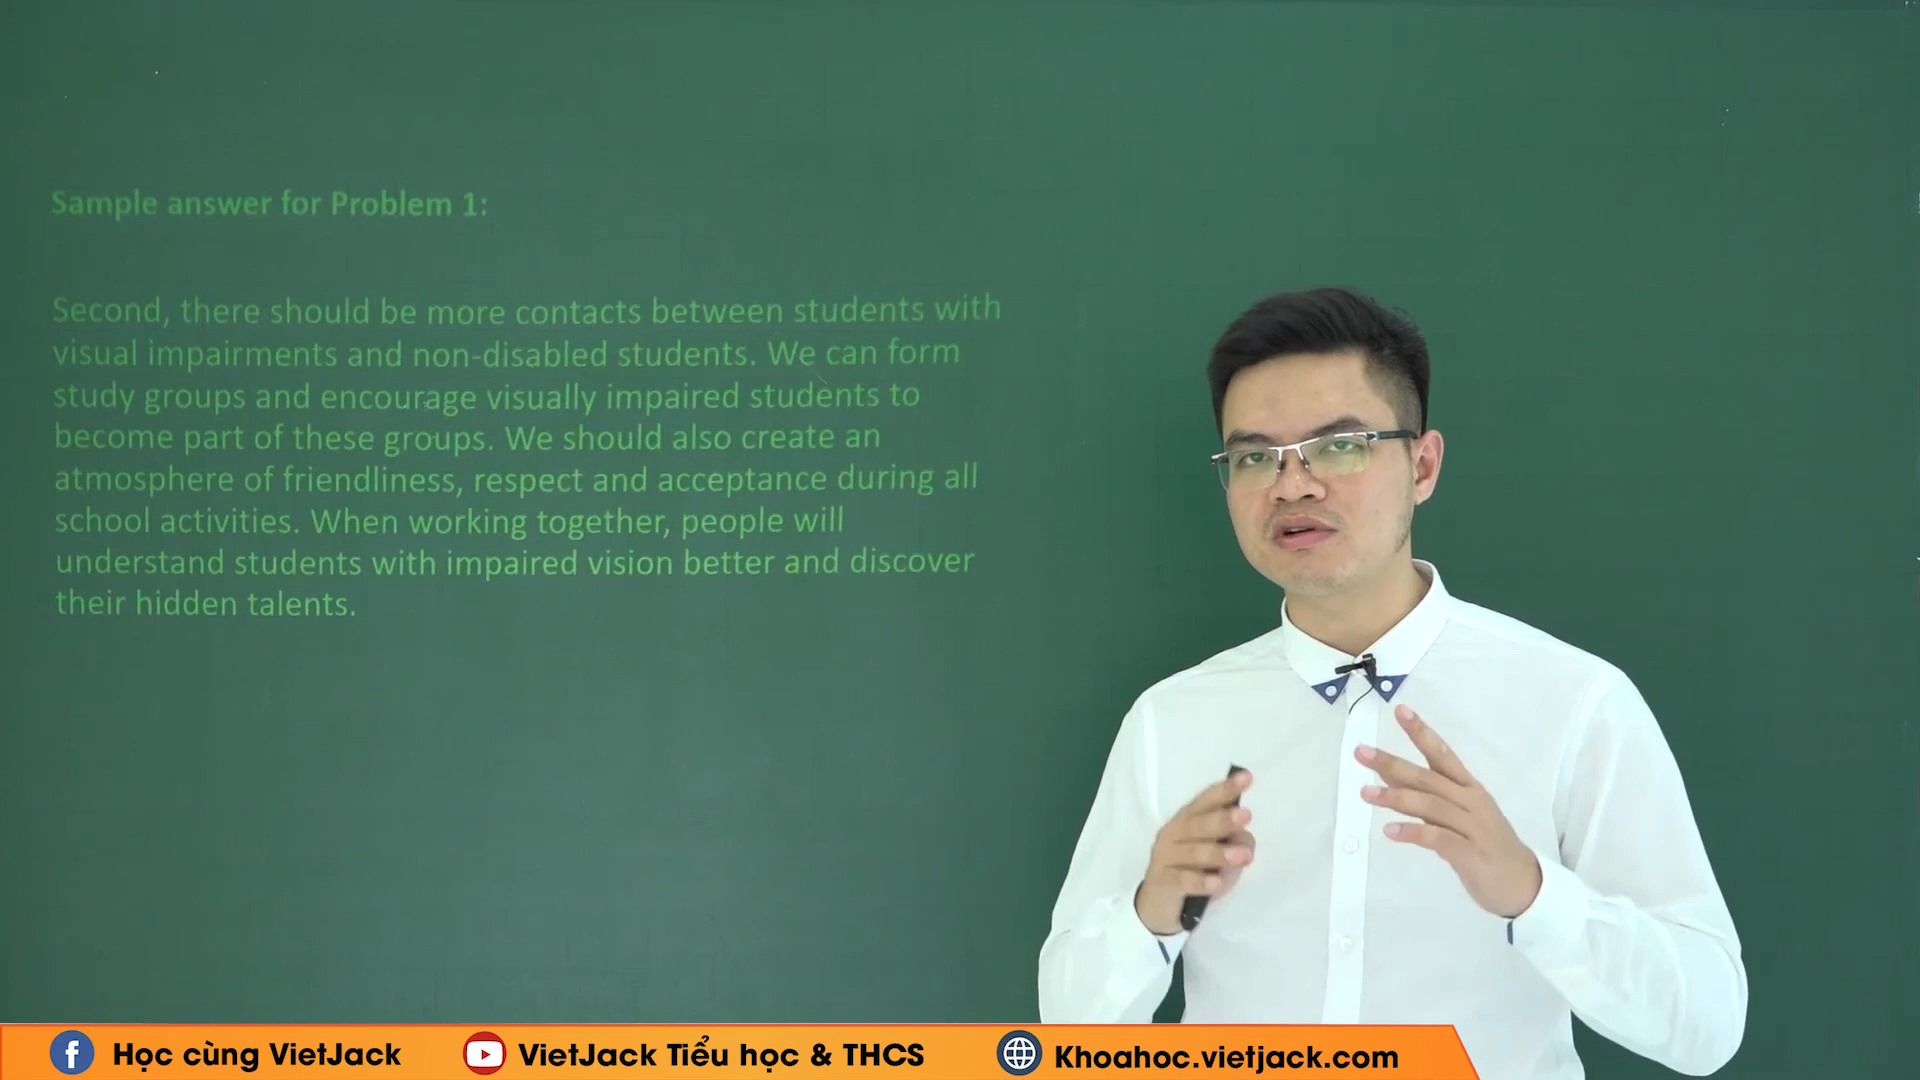 Sample answer for Problem 1:
Second, there should be more contacts between students with
visual impairments and non-disabled students. We can form
study groups and encourage visually impaired students to
become part of these groups. We should also create an
atmosphere of friendliness, respect and acceptance during all
school activities. When working together, people will
understand students with impaired vision better and discover
their hidden talents.
Học cùng VietJack
VietJack Tiểu học & THCS
Khoahoc.vietjack.com